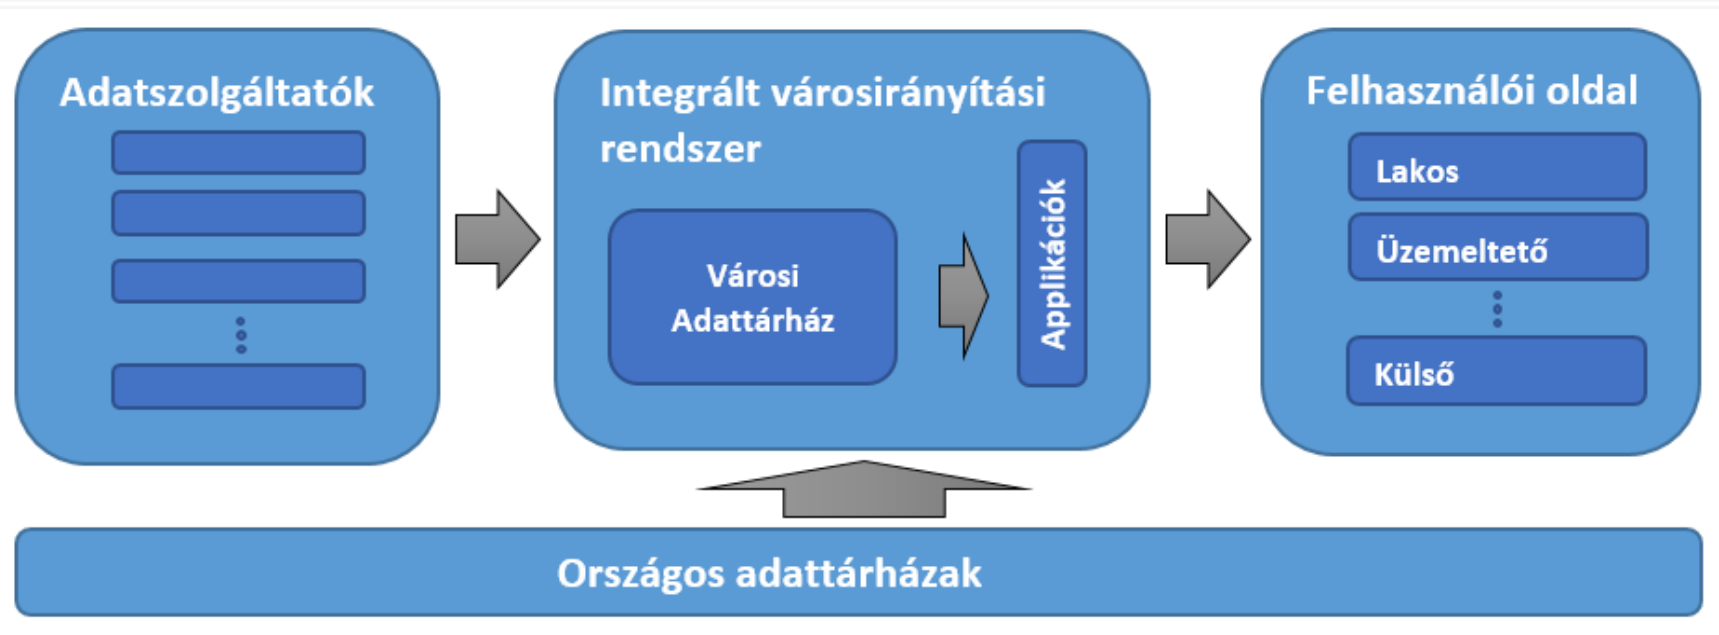 Adatszolgáltatók
Integrált városirányítási
rendszer
Városi
Adattárház
Applikációk
Felhasználói oldal
Lakos
Üzemeltető
Külső
Országos adattárházak